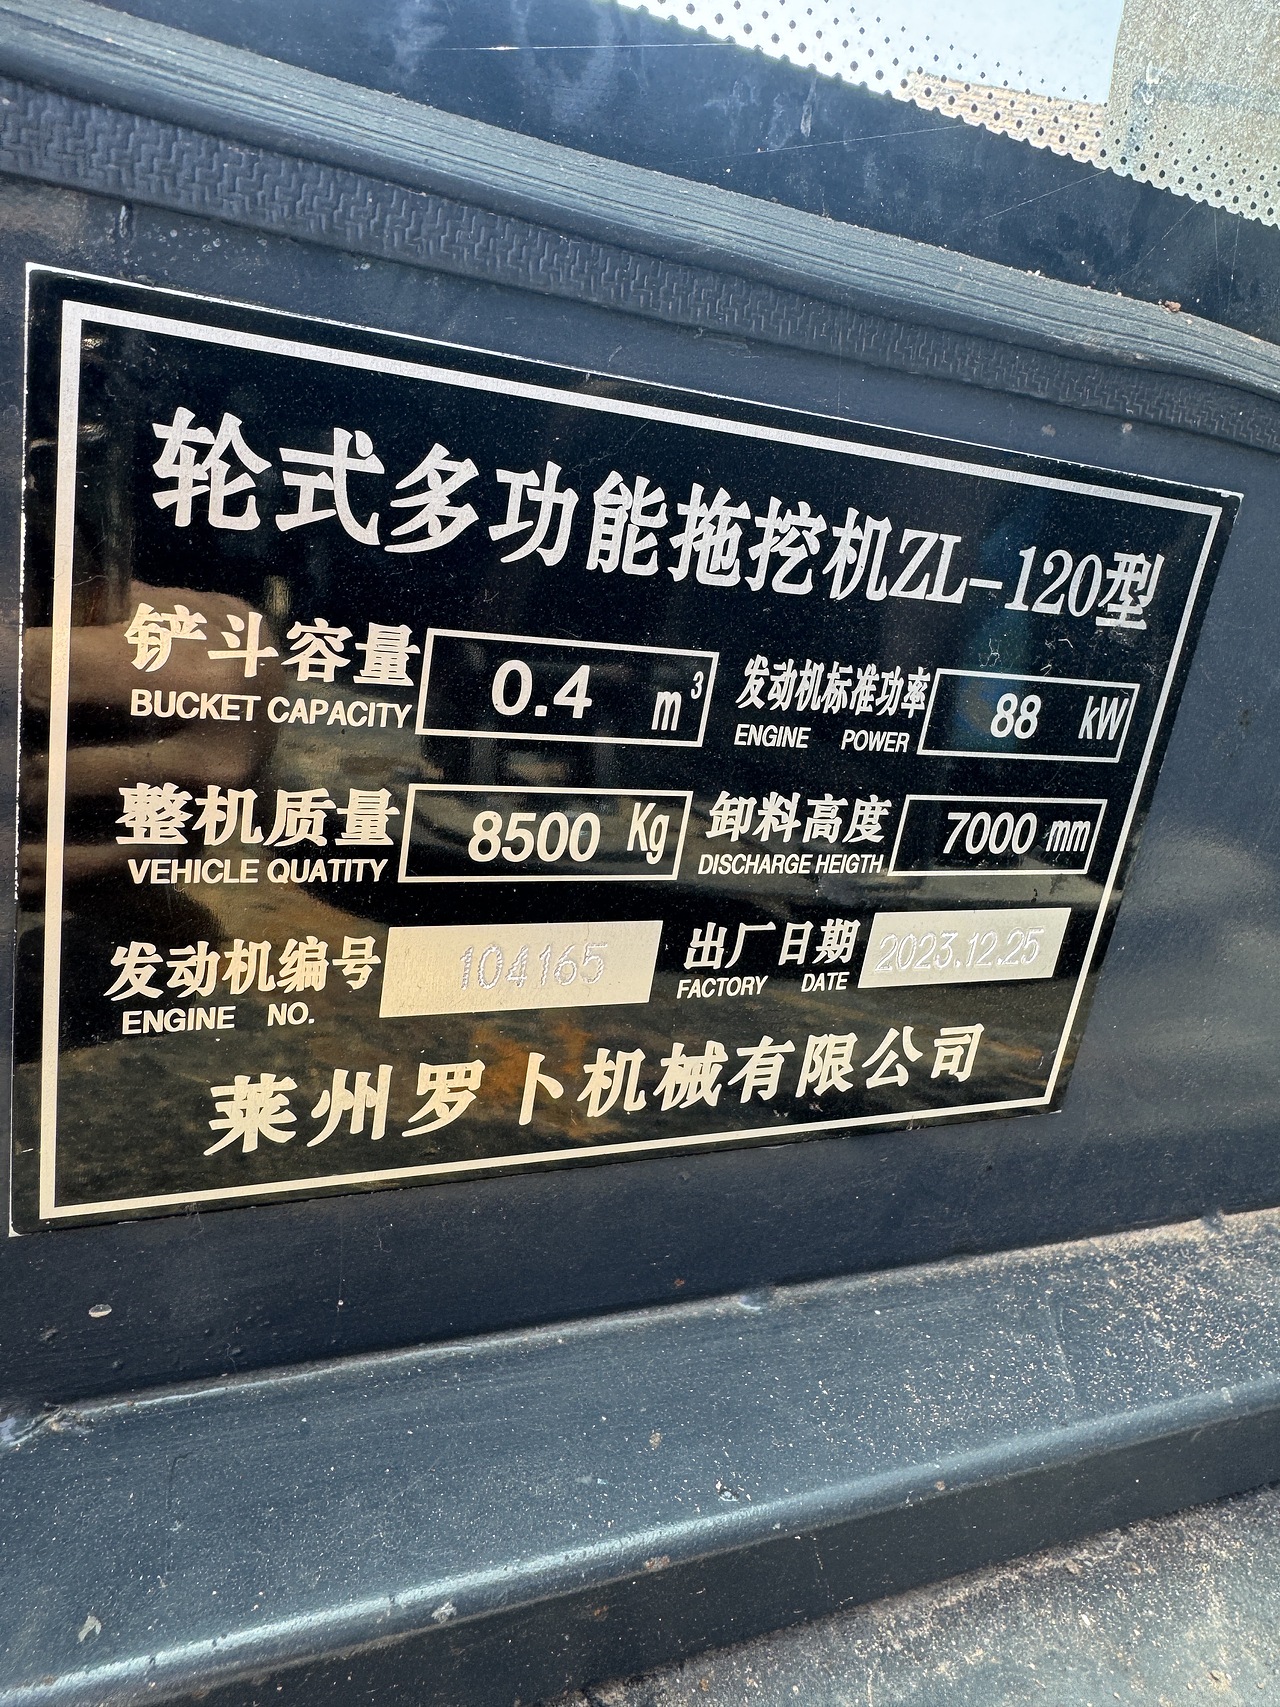 轮式多功能拖挖机ZL-120型
铲斗容量 0.4 m³ 发动机标准功率 88 kW
BUCKET CAPACITY ENGINE POWER
整机质量 8500 Kg 卸料高度 7000 mm
VEHICLE QUATITY DISCHARGE HEIGTH
发动机编号 104165 出厂日期 2023.12.25
ENGINE NO. FACTORY DATE
莱州罗卜机械有限公司